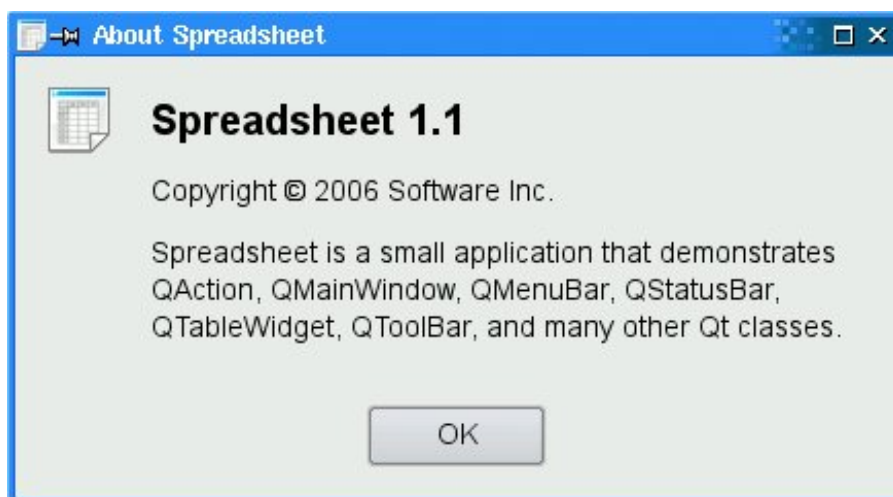 About Spreadsheet
Spreadsheet 1.1
Copyright © 2006 Software Inc.
Spreadsheet is a small application that demonstrates
QAction, QMainWindow, QMenuBar, QStatusBar,
QTableWidget, QToolBar, and many other Qt classes.
OK